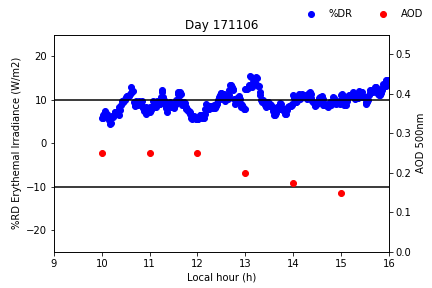 %DR AOD
Day 171106
%RD Erythemal Irradiance (W/m2)
20
10
0
−10
−20
0.5
0.4
0.3
0.2
0.1
0.0
AOD 500nm
9 10 11 12 13 14 15 16
Local hour (h)